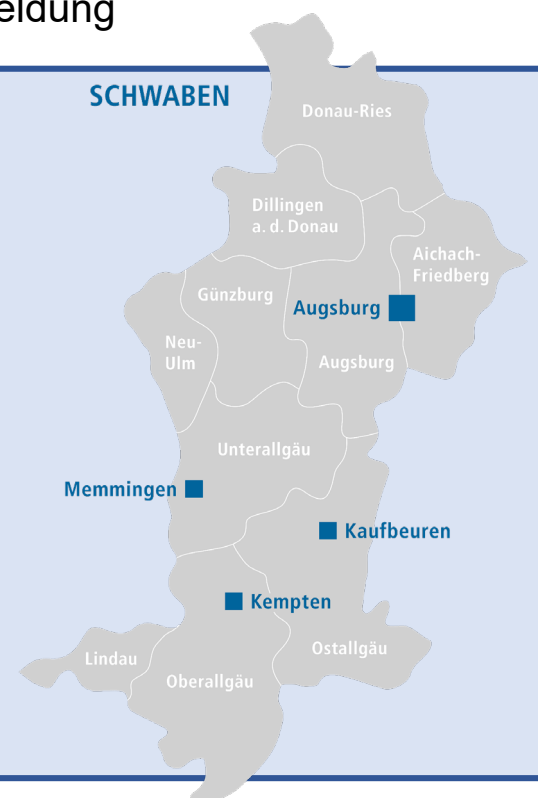 eldung
SCHWABEN
Donau-Ries
Dillingen
a. d. Donau
Aichach-
Friedberg
Günzburg
Augsburg
Neu-
Ulm
Augsburg
Unterallgäu
Memmingen
Kaufbeuren
Kempten
Ostallgäu
Lindau
Oberallgäu